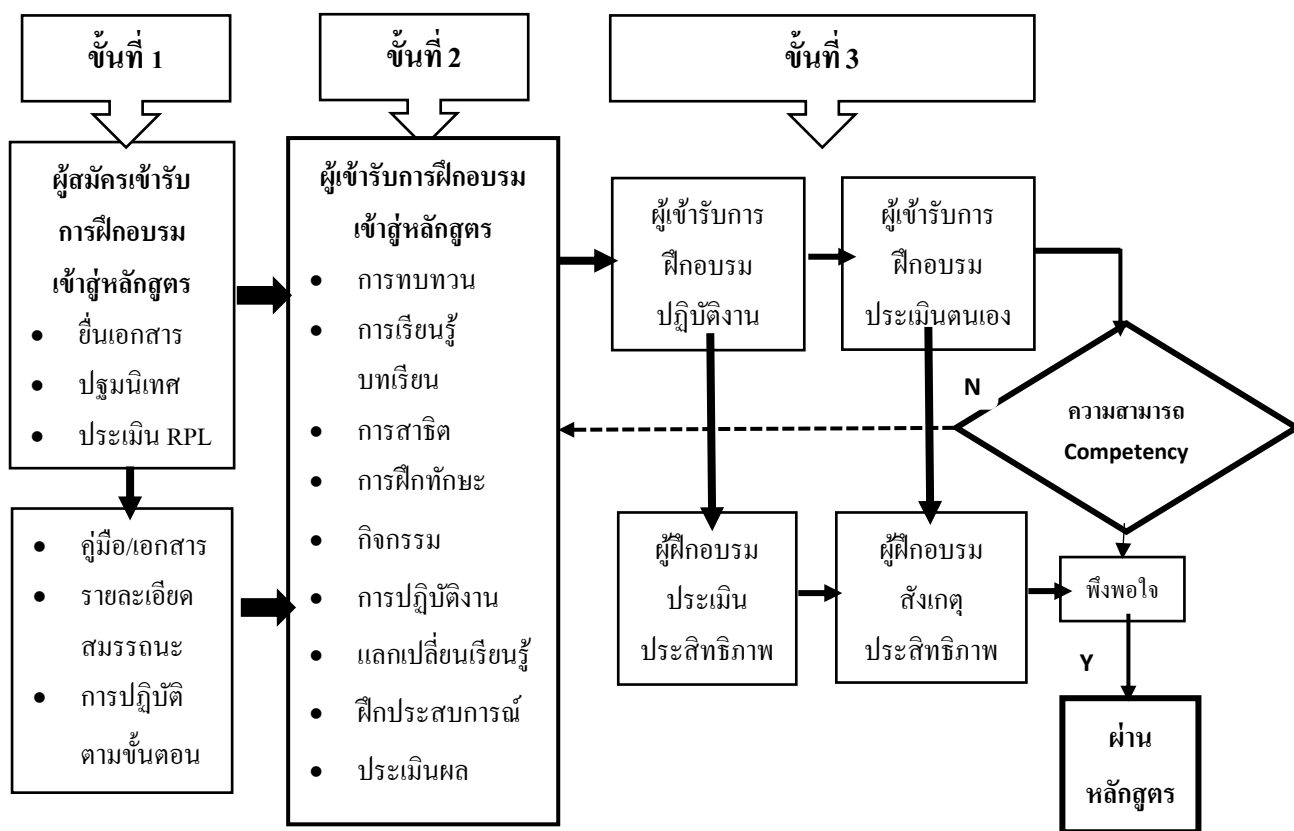 ขั้นที่ 1
ขั้นที่ 2
ขั้นที่ 3
ผู้สมัครเข้ารับ
การฝึกอบรม
เข้าสู่หลักสูตร
• ยื่นเอกสาร
• ปฐมนิเทศ
• ประเมิน RPL
• คู่มือ/เอกสาร
• รายละเอียด
สมรรถนะ
• การปฏิบัติ
ตามขั้นตอน
ผู้เข้ารับการฝึกอบรม
เข้าสู่หลักสูตร
• การทบทวน
• การเรียนรู้
บทเรียน
• การสาธิต
• การฝึกทักษะ
• กิจกรรม
• การปฏิบัติงาน
• แลกเปลี่ยนเรียนรู้
• ฝึกประสบการณ์
• ประเมินผล
ผู้เข้ารับการ
ฝึกอบรม
ปฏิบัติงาน
ผู้เข้ารับการ
ฝึกอบรม
ประเมินตนเอง
N
ความสามารถ
Competency
ผู้ฝึกอบรม
ประเมิน
ประสิทธิภาพ
ผู้ฝึกอบรม
สังเกตุ
ประสิทธิภาพ
พึงพอใจ
Y
ผ่าน
หลักสูตร